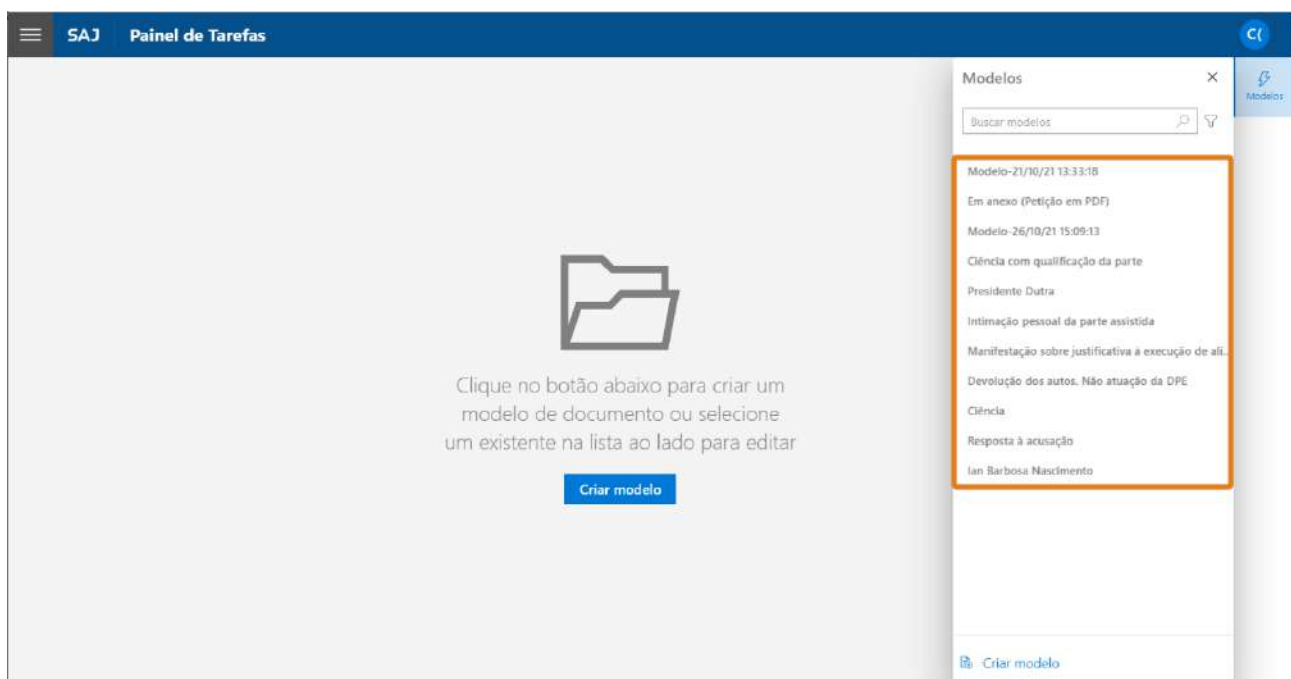 SAJ Painel de Tarefas C(
Modelos
Modelos
Buscar modelos
Modelo-21/10/21 13:33:18
Em anexo (Petição em PDF)
Modelo-26/10/21 15:09:13
Ciência com qualificação da parte
Presidente Dutra
Intimação pessoal da parte assistida
Manifestação sobre justificativa à execução de ali...
Devolução dos autos. Não atuação da DPE
Ciência
Resposta à acusação
Ian Barbosa Nascimento
Clique no botão abaixo para criar um
modelo de documento ou selecione
um existente na lista ao lado para editar
Criar modelo
Criar modelo